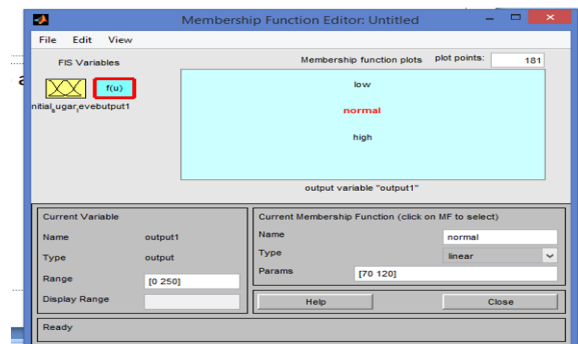 Membership Function Editor: Untitled
File Edit View
FIS Variables
f(u)
nitial_sugar_leveoutput1
Membership function plots plot points: 181
low
normal
high
output variable "output1"
Current Variable
Name output1
Type output
Range [0 250]
Display Range
Current Membership Function (click on MF to select)
Name normal
Type linear
Params [70 120]
Help Close
Ready